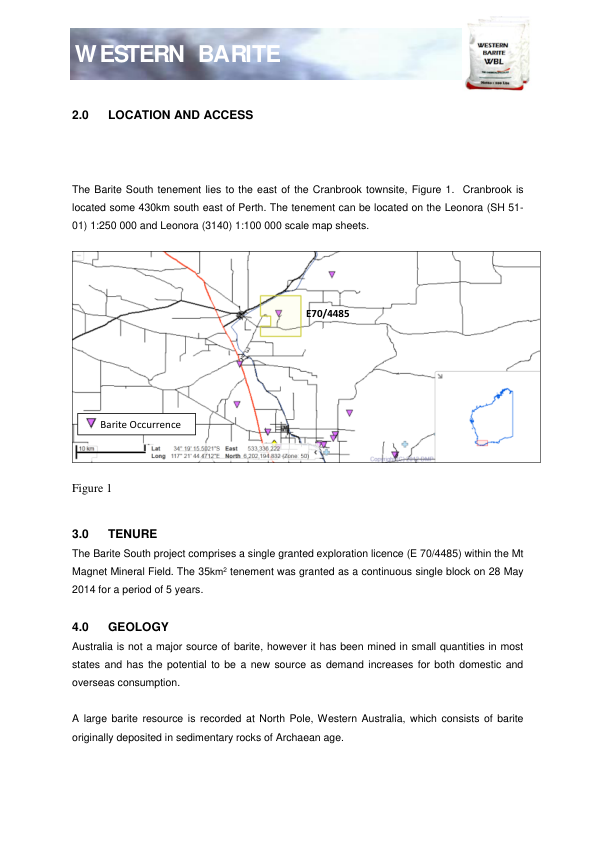 WESTERN BARITE
WESTERN
BARITE
WBL
2.0 LOCATION AND ACCESS
The Barite South tenement lies to the east of the Cranbrook townsite, Figure 1. Cranbrook is
located some 430km south east of Perth. The tenement can be located on the Leonora (SH 51-
01) 1:250 000 and Leonora (3140) 1:100 000 scale map sheets.
E70/4485
Barite Occurrence
10 km
Lat 34° 19' 15.5021"S East 533,336.222
Long 117° 21' 44.4712"E North 6,202,194.832 (Zone 50)
Figure 1
3.0 TENURE
The Barite South project comprises a single granted exploration licence (E 70/4485) within the Mt
Magnet Mineral Field. The 35km² tenement was granted as a continuous single block on 28 May
2014 for a period of 5 years.
4.0 GEOLOGY
Australia is not a major source of barite, however it has been mined in small quantities in most
states and has the potential to be a new source as demand increases for both domestic and
overseas consumption.
A large barite resource is recorded at North Pole, Western Australia, which consists of barite
originally deposited in sedimentary rocks of Archaean age.